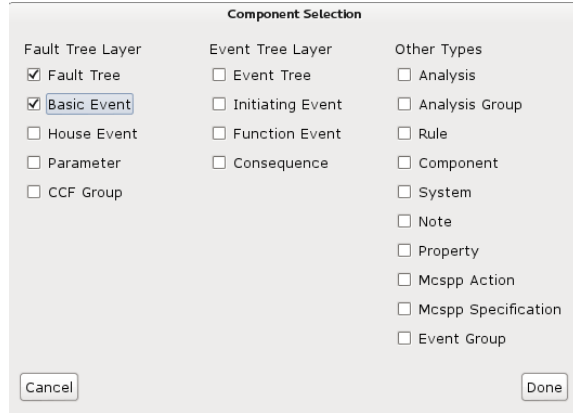 Component Selection
Fault Tree Layer
Fault Tree
Basic Event
House Event
Parameter
CCF Group
Event Tree Layer
Event Tree
Initiating Event
Function Event
Consequence
Other Types
Analysis
Analysis Group
Rule
Component
System
Note
Property
Mcspp Action
Mcspp Specification
Event Group
Cancel
Done